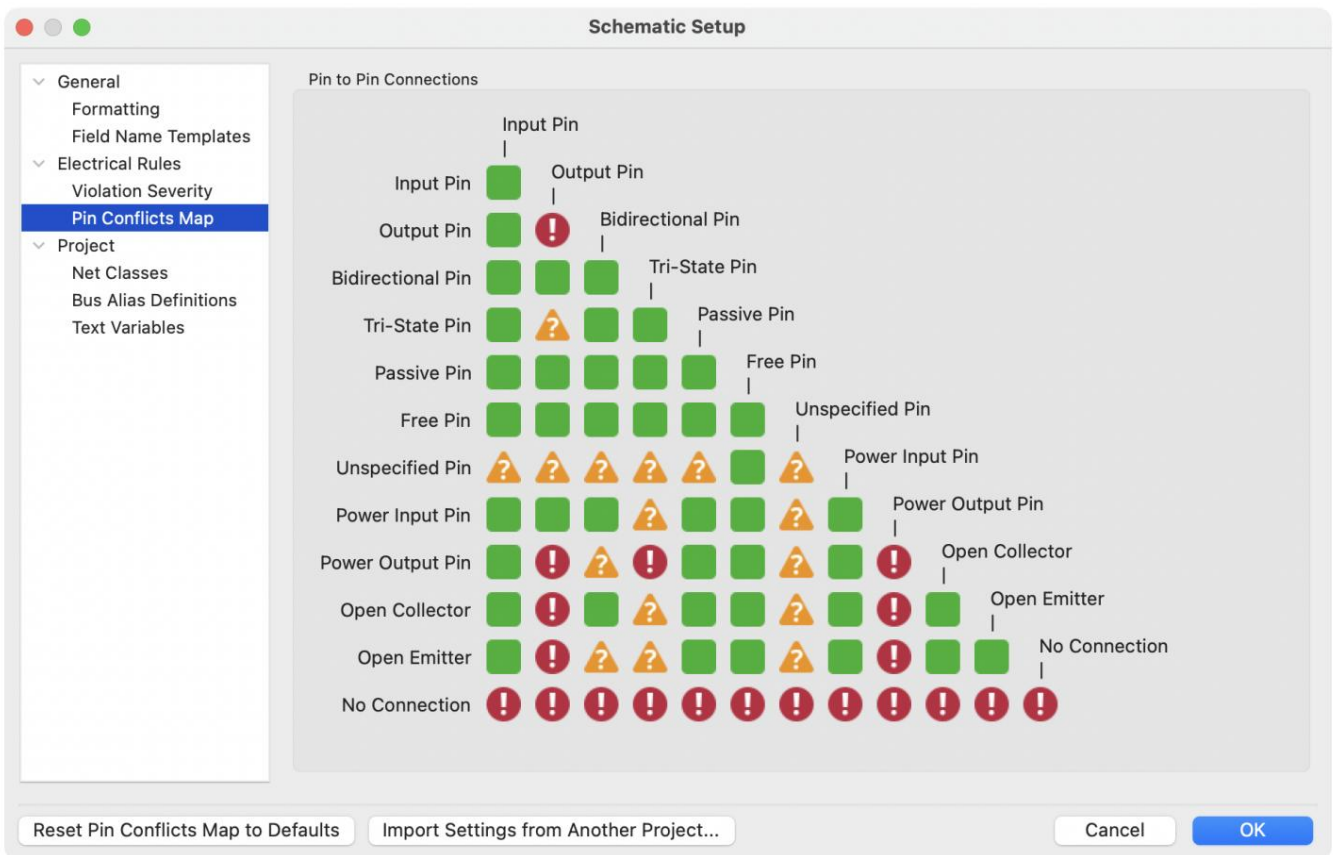 Schematic Setup
General
Formatting
Field Name Templates
Electrical Rules
Violation Severity
Pin Conflicts Map
Project
Net Classes
Bus Alias Definitions
Text Variables
Pin to Pin Connections
Input Pin
Input Pin
Output Pin
Output Pin
Bidirectional Pin
Bidirectional Pin
Tri-State Pin
Tri-State Pin
Passive Pin
Passive Pin
Free Pin
Free Pin
Unspecified Pin
Unspecified Pin
Power Input Pin
Power Input Pin
Power Output Pin
Power Output Pin
Open Collector
Open Collector
Open Emitter
Open Emitter
No Connection
No Connection
Reset Pin Conflicts Map to Defaults
Import Settings from Another Project...
Cancel
OK